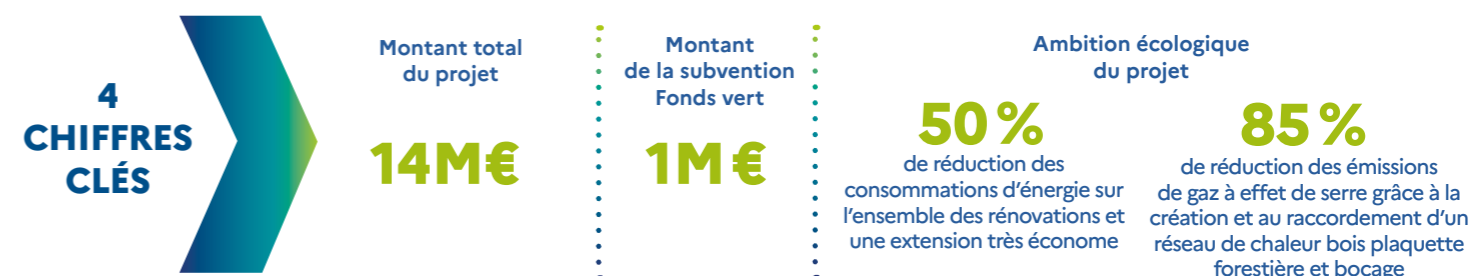 4
CHIFFRES
CLÉS
Montant total
du projet
14M€
Montant
de la subvention
Fonds vert
1M€
Ambition écologique
du projet
50 %
de réduction des
consommations d’énergie sur
l’ensemble des rénovations et
une extension très économe
85 %
de réduction des émissions
de gaz à effet de serre grâce à la
création et au raccordement d’un
réseau de chaleur bois plaquette
forestière et bocage